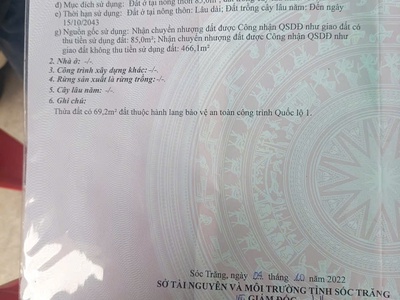 đ) Mục đích sử dụng: Đất ở tại nông thôn 85,0m²; đất trồng cây lâu
e) Thời hạn sử dụng: Đất ở tại nông thôn: Lâu dài; Đất trồng cây lâu năm: Đến ngày
15/10/2043
g) Nguồn gốc sử dụng: Nhận chuyển nhượng đất được Công nhận QSDĐ như giao đất có
thu tiền sử dụng đất: 85,0m²; Nhận chuyển nhượng đất được Công nhận QSDĐ như
giao đất không thu tiền sử dụng đất: 466,1m²
2. Nhà ở: -/-.
3. Công trình xây dựng khác: -/-.
4. Rừng sản xuất là rừng trồng: -/-.
5. Cây lâu năm: -/-.
6. Ghi chú:
Thửa đất có 69,2m² đất thuộc hành lang bảo vệ an toàn công trình Quốc lộ 1.
Sóc Trăng, ngày 04 tháng 10 năm 2022
SỞ TÀI NGUYÊN VÀ MÔI TRƯỜNG TỈNH SÓC TRĂNG
GIÁM ĐỐC